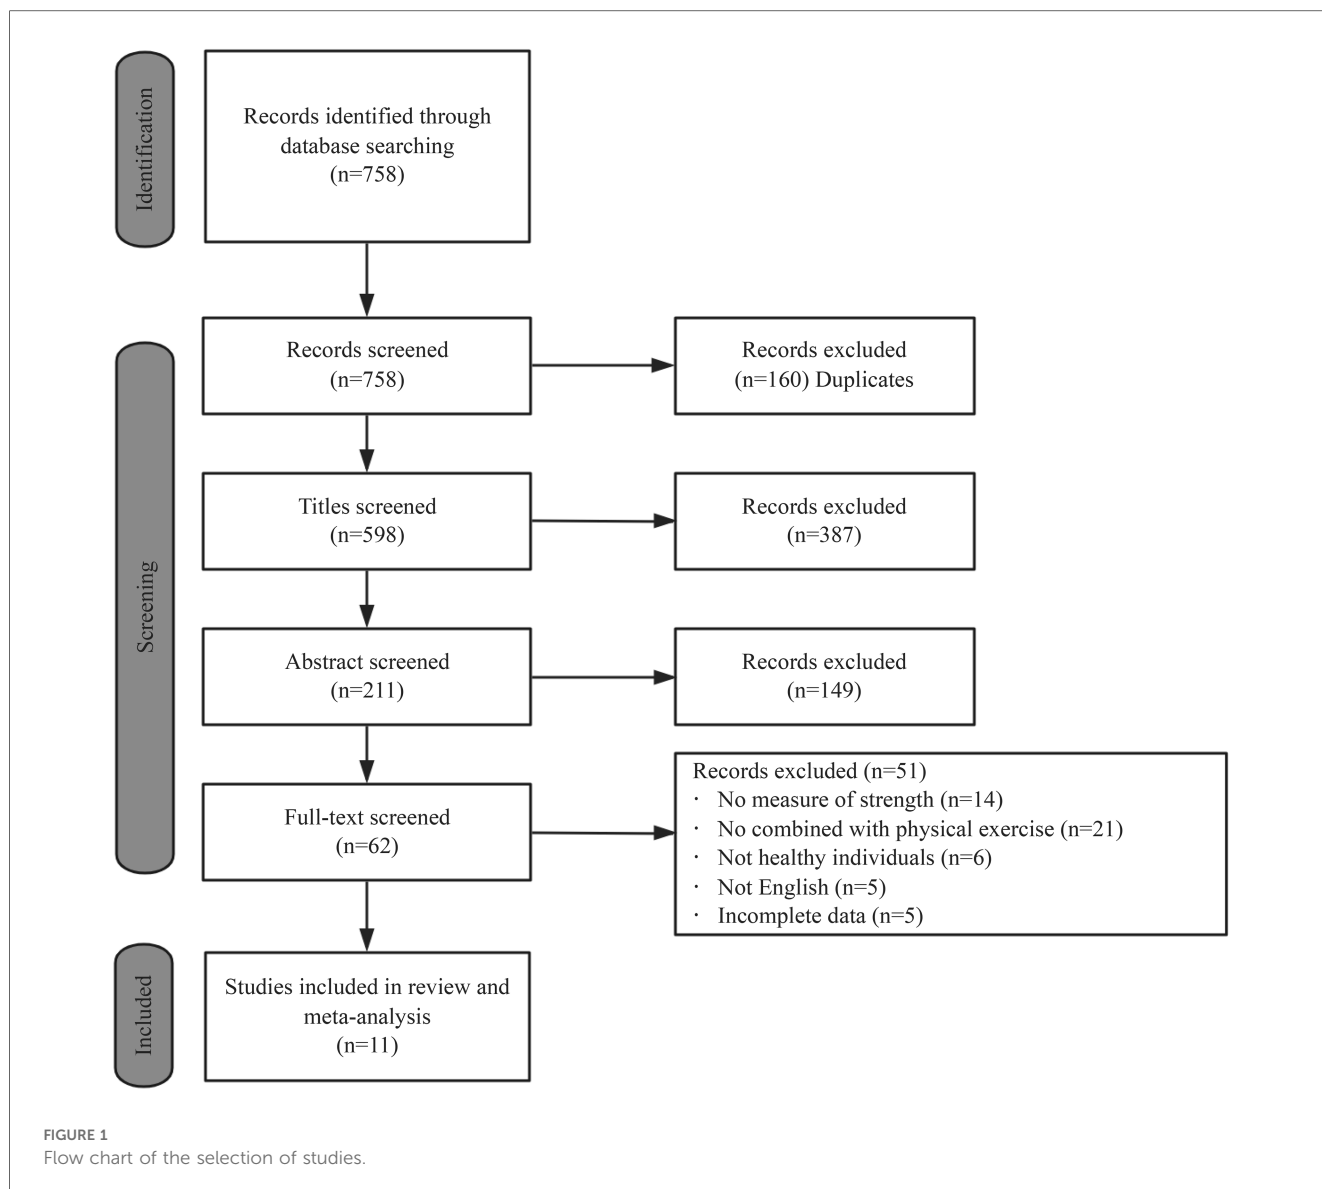 Identification
Records identified through
database searching
(n=758)
Screening
Records screened
(n=758)
Records excluded
(n=160) Duplicates
Titles screened
(n=598)
Records excluded
(n=387)
Abstract screened
(n=211)
Records excluded
(n=149)
Full-text screened
(n=62)
Records excluded (n=51)
· No measure of strength (n=14)
· No combined with physical exercise (n=21)
· Not healthy individuals (n=6)
· Not English (n=5)
· Incomplete data (n=5)
Included
Studies included in review and
meta-analysis
(n=11)
FIGURE 1
Flow chart of the selection of studies.